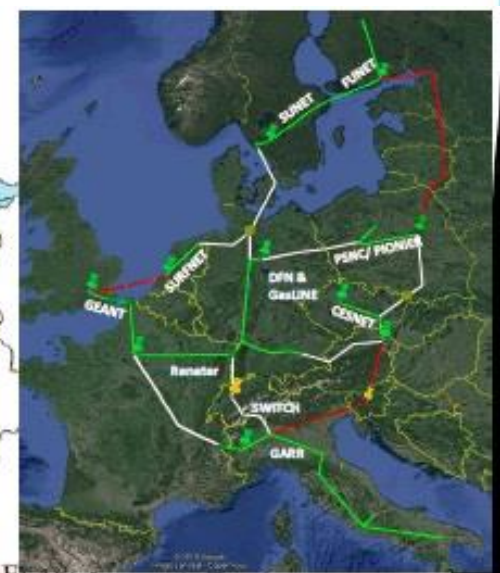 FUNET
SUNET
SURFNET
PSNC/ PIONIER
DFN &
GasLINE
GEANT
CESNET
Renater
SWITCH
GARR